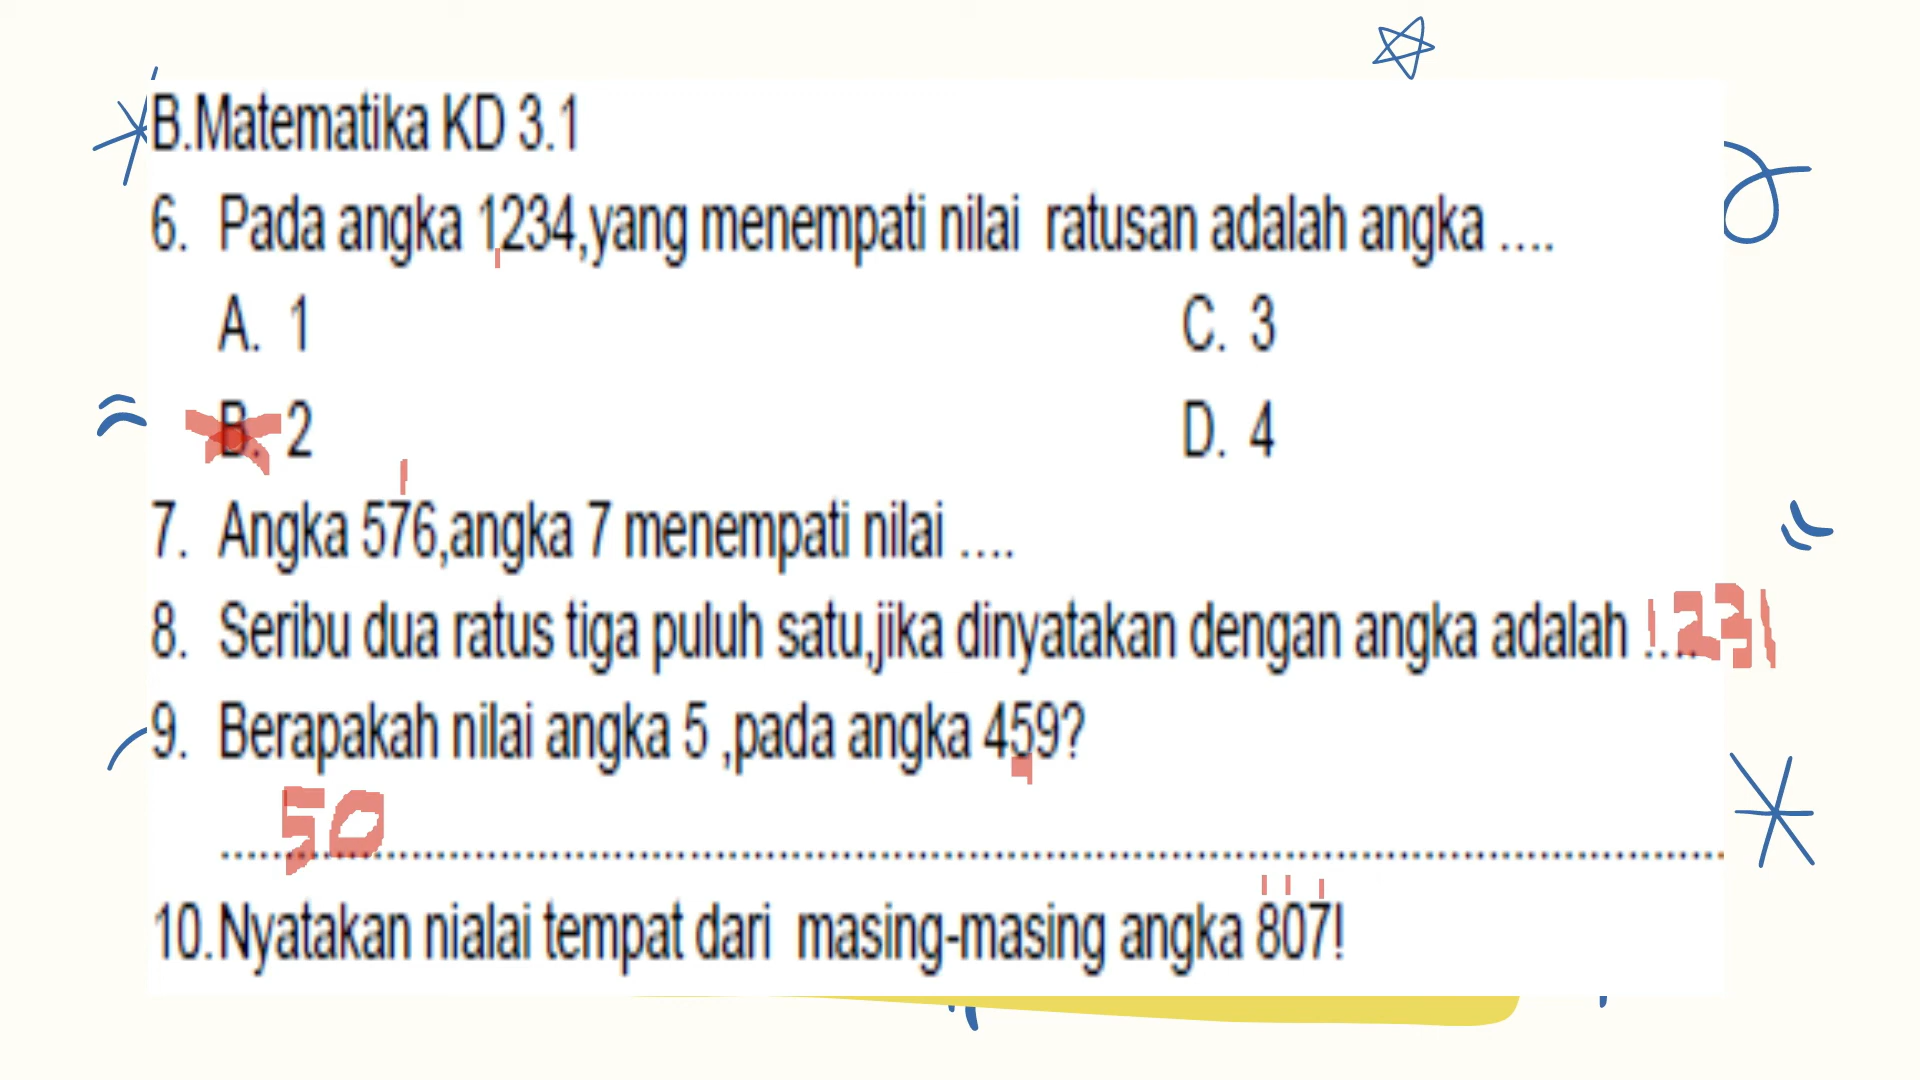 B.Matematika KD 3.1
6. Pada angka 1234,yang menempati nilai ratusan adalah angka ....
A. 1
C. 3
B. 2
D. 4
7. Angka 576,angka 7 menempati nilai ....
8. Seribu dua ratus tiga puluh satu,jika dinyatakan dengan angka adalah .... 1231
9. Berapakah nilai angka 5 ,pada angka 459?
50
10. Nyatakan nialai tempat dari masing-masing angka 807!